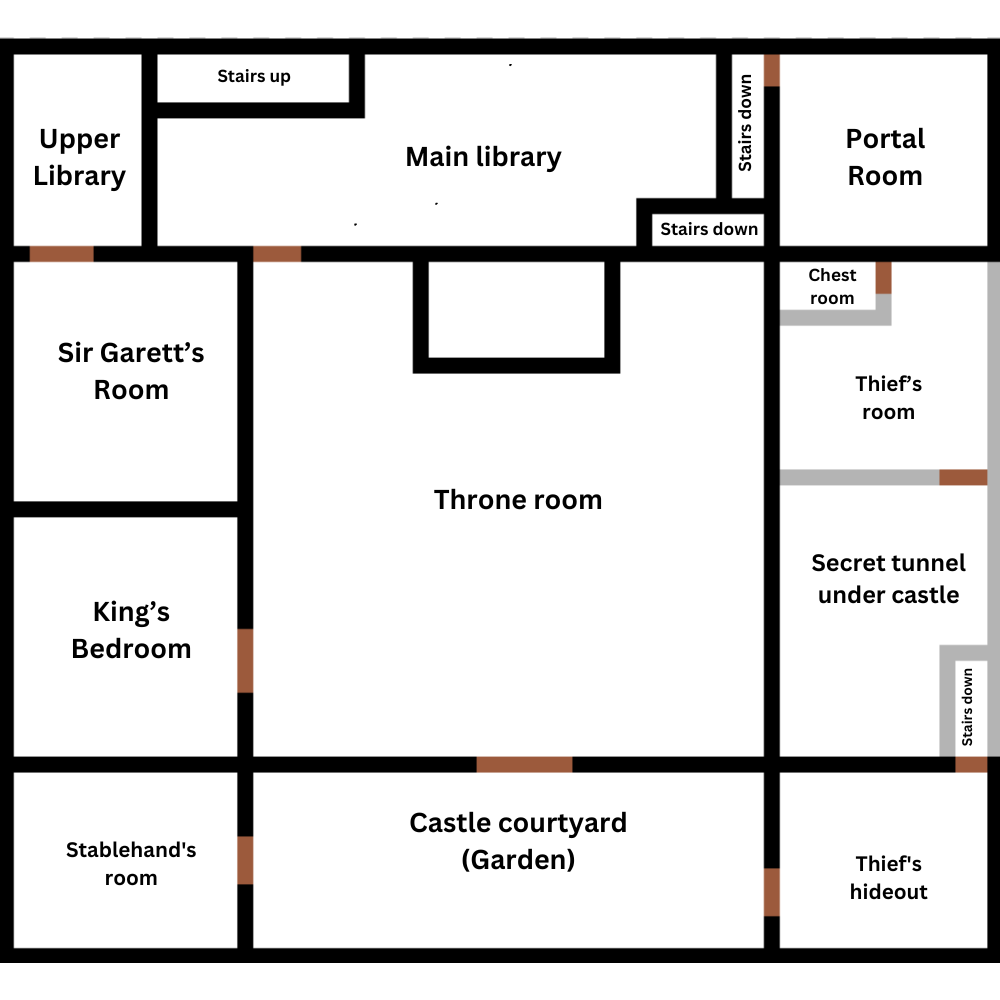 Stairs up
Upper
Library
Main library
Stairs down
Portal
Room
Stairs down
Sir Garett’s
Room
Chest
room
Thief’s
room
Throne room
Secret tunnel
under castle
King’s
Bedroom
Stairs down
Stablehand's
room
Castle courtyard
(Garden)
Thief's
hideout